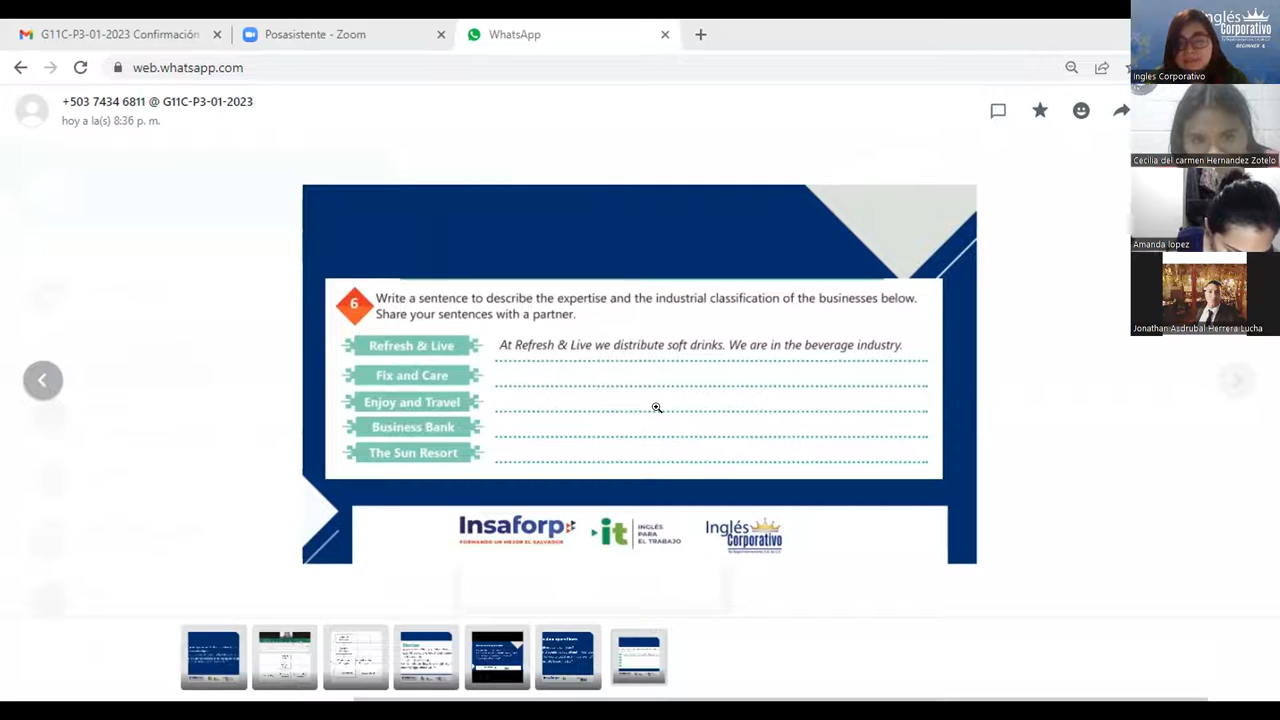 G11C-P3-01-2023 Confirmación
Posasistente - Zoom
WhatsApp
web.whatsapp.com
+503 7434 6811 @ G11C-P3-01-2023
hoy a la(s) 8:36 p. m.
6
Write a sentence to describe the expertise and the industrial classification of the businesses below.
Share your sentences with a partner.
Refresh & Live
At Refresh & Live we distribute soft drinks. We are in the beverage industry.
Fix and Care
Enjoy and Travel
Business Bank
The Sun Resort
Insaforp
FORMANDO UN MEJOR EL SALVADOR
it
INGLÉS
PARA
EL TRABAJO
Inglés
Corporativo
Inglés
Corporativo
BEGINNER
Ingles Corporativo
Cecilia del carmen Hernandez Zotelo
Amanda lopez
Jonathan Asdrubal Herrera Lucha